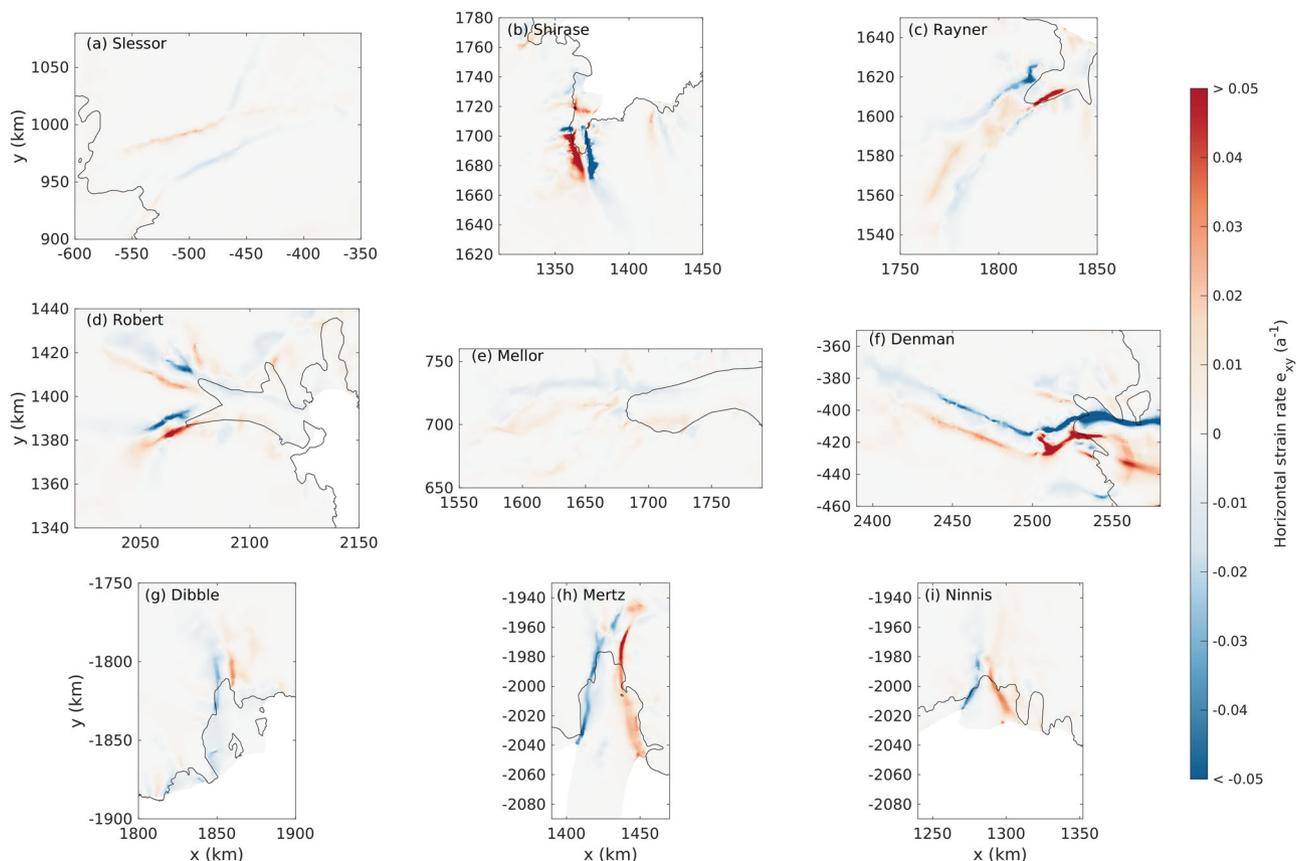 (a) Slessor
1050
1000
950
900
y (km)
-600 -550 -500 -450 -400 -350
(b) Shirase
1780
1760
1740
1720
1700
1680
1660
1640
1620
1350 1400 1450
(c) Rayner
1640
1620
1600
1580
1560
1540
1750 1800 1850
(d) Robert
1440
1420
1400
1380
1360
1340
y (km)
2050 2100 2150
(e) Mellor
750
700
650
1550 1600 1650 1700 1750
(f) Denman
-360
-380
-400
-420
-440
-460
2400 2450 2500 2550
(g) Dibble
-1750
-1800
-1850
-1900
y (km)
1800 1850 1900
x (km)
(h) Mertz
-1940
-1960
-1980
-2000
-2020
-2040
-2060
-2080
1400 1450
x (km)
(i) Ninnis
-1940
-1960
-1980
-2000
-2020
-2040
-2060
-2080
1250 1300 1350
x (km)
> 0.05
0.04
0.03
0.02
0.01
0
-0.01
-0.02
-0.03
-0.04
< -0.05
Horizontal strain rate e_xy (a⁻¹)